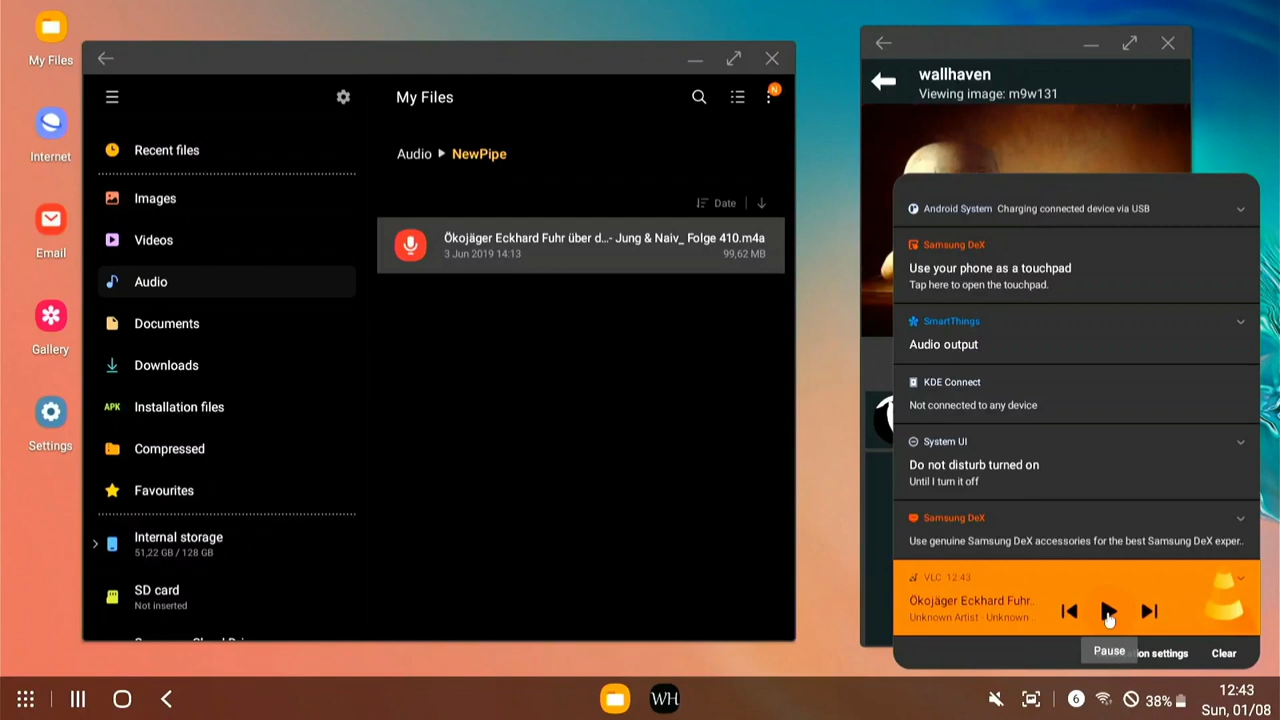 My Files
Internet
Email
Gallery
Settings
My Files
N
Audio
NewPipe
Date
Recent files
Images
Videos
Audio
Documents
Downloads
APK
Installation files
Compressed
Favourites
Internal storage
51,22 GB / 128 GB
SD card
Not inserted
Ökojäger Eckhard Fuhr über d...- Jung & Naiv_ Folge 410.m4a
3 Jun 2019 14:13
99,62 MB
wallhaven
Viewing image: m9w131
Android System Charging connected device via USB
Samsung DeX
Use your phone as a touchpad
Tap here to open the touchpad.
SmartThings
Audio output
KDE Connect
Not connected to any device
System UI
Do not disturb turned on
Until I turn it off
Samsung DeX
Use genuine Samsung DeX accessories for the best Samsung DeX exper..
VLC 12:43
Ökojäger Eckhard Fuhr..
Unknown Artist - Unknown ..
Pause
settings
Clear
WH
6
38%
12:43
Sun, 01/08